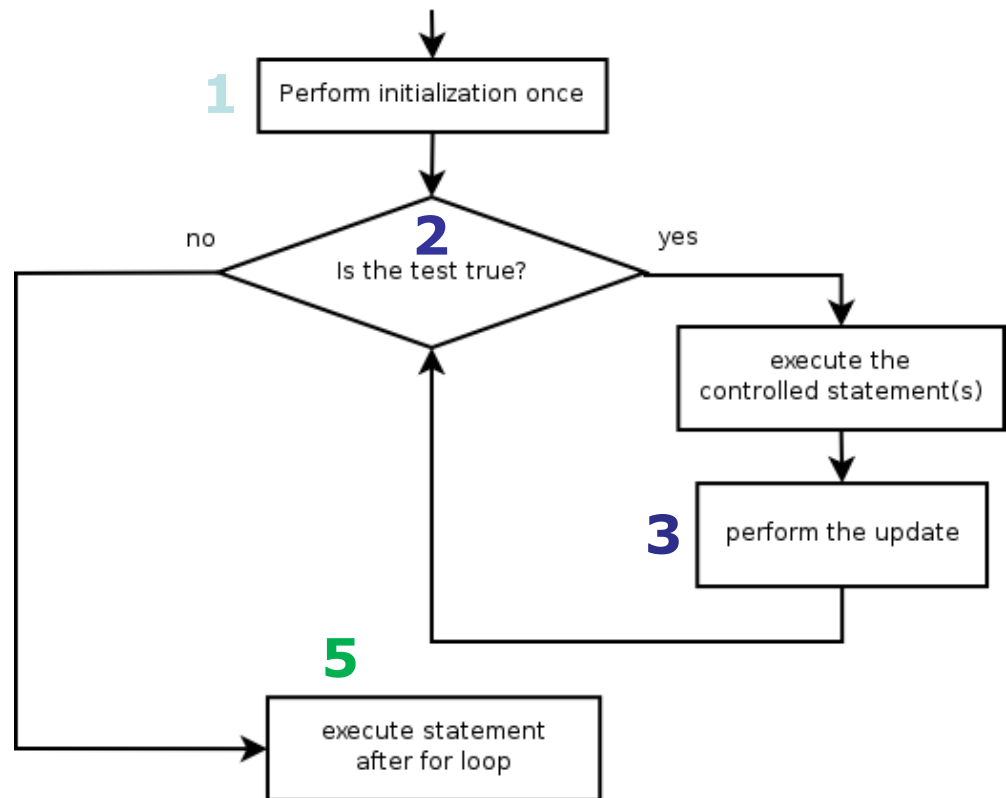 1
Perform initialization once
2
no
yes
Is the test true?
execute the
controlled statement(s)
3
perform the update
5
execute statement
after for loop